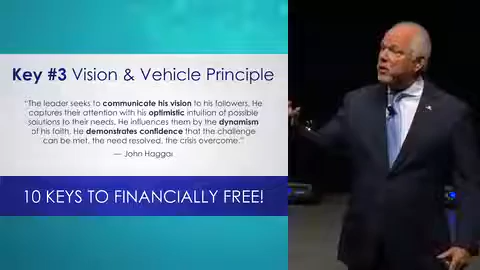 Key #3 Vision & Vehicle Principle
“The leader seeks to communicate his vision to his followers. He
captures their attention with his optimistic intuition of possible
solutions to their needs. He influences them by the dynamism
of his faith. He demonstrates confidence that the challenge
can be met, the need resolved, the crisis overcome.”
— John Haggai
10 KEYS TO FINANCIALLY FREE!